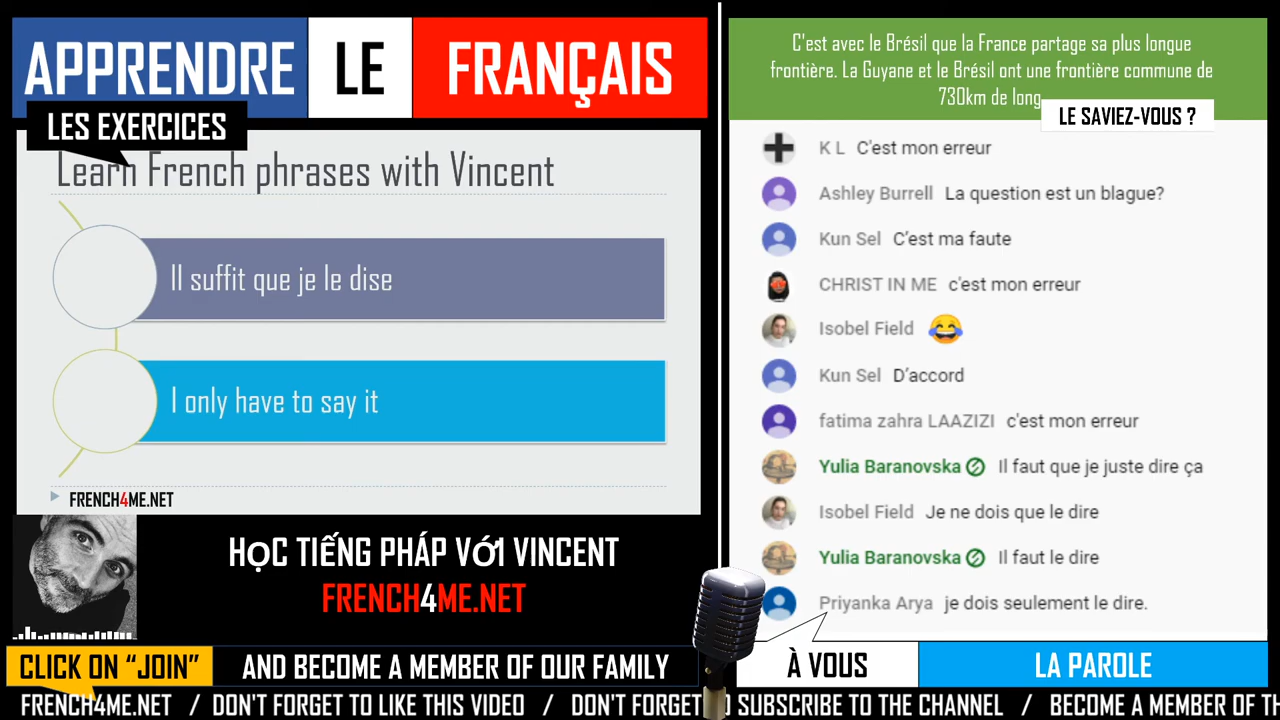 APPRENDRE LE FRANÇAIS
LES EXERCICES
Learn French phrases with Vincent
Il suffit que je le dise
I only have to say it
FRENCH4ME.NET
HỌC TIẾNG PHÁP VỚI VINCENT
FRENCH4ME.NET
CLICK ON “JOIN” AND BECOME A MEMBER OF OUR FAMILY
C'est avec le Brésil que la France partage sa plus longue
frontière. La Guyane et le Brésil ont une frontière commune de
730km de long
LE SAVIEZ-VOUS ?
K L C'est mon erreur
Ashley Burrell La question est un blague?
Kun Sel C’est ma faute
CHRIST IN ME c'est mon erreur
Isobel Field 😂
Kun Sel D’accord
fatima zahra LAAZIZI c'est mon erreur
Yulia Baranovska Il faut que je juste dire ça
Isobel Field Je ne dois que le dire
Yulia Baranovska Il faut le dire
Priyanka Arya je dois seulement le dire.
À VOUS LA PAROLE
FRENCH4ME.NET / DON'T FORGET TO LIKE THIS VIDEO / DON'T FORGET TO SUBSCRIBE TO THE CHANNEL / BECOME A MEMBER OF TH